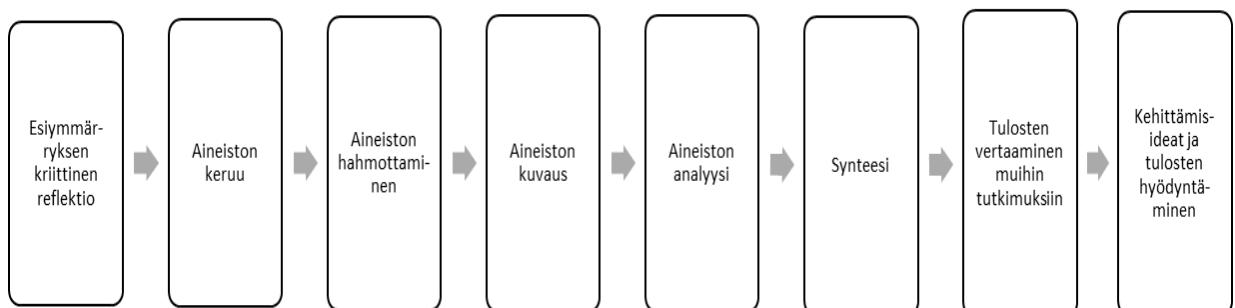 Esiymmär-
ryksen
kriittinen
reflektio
Aineiston
keruu
Aineiston
hahmottami-
nen
Aineiston
kuvaus
Aineiston
analyysi
Synteesi
Tulosten
vertaaminen
muihin
tutkimuksiin
Kehittämis-
ideat ja
tulosten
hyödyntä-
minen